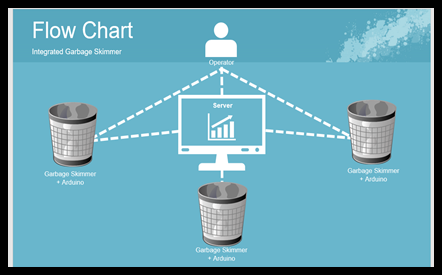 Flow Chart
Integrated Garbage Skimmer
Operator
Server
Garbage Skimmer
+ Arduino
Garbage Skimmer
+ Arduino
Garbage Skimmer
+ Arduino